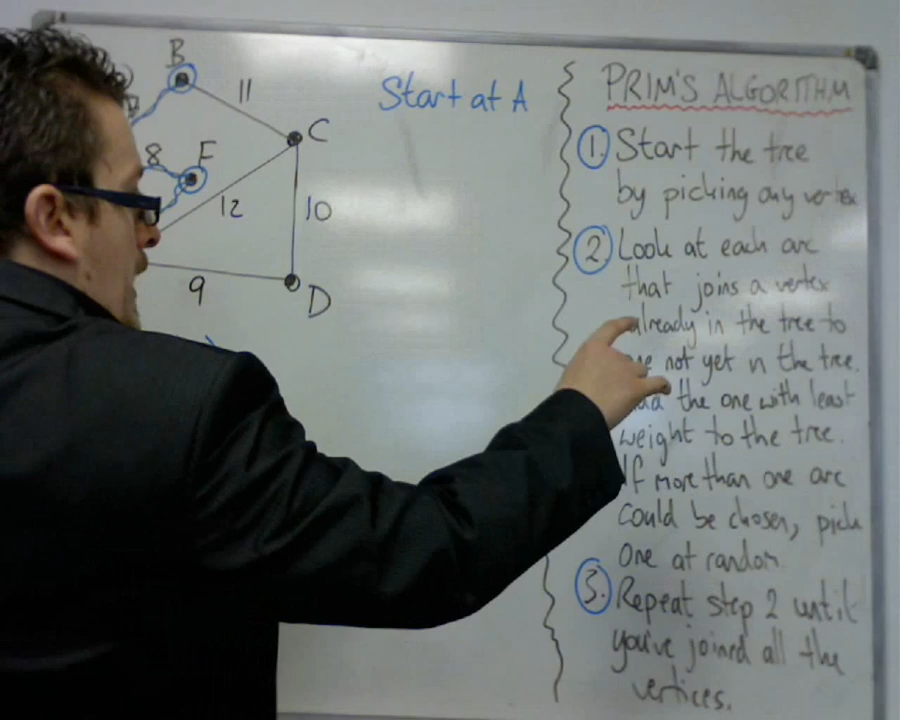 B
11
Start at A
C
8
F
12
10
9
D
PRIM'S ALGORITHM
1. Start the tree
by picking any vertex
2. Look at each arc
that joins a vertex
already in the tree to
one not yet in the tree.
Add the one with least
weight to the tree.
If more than one arc
could be chosen, pick
one at random.
3. Repeat step 2 until
you've joined all the
vertices.